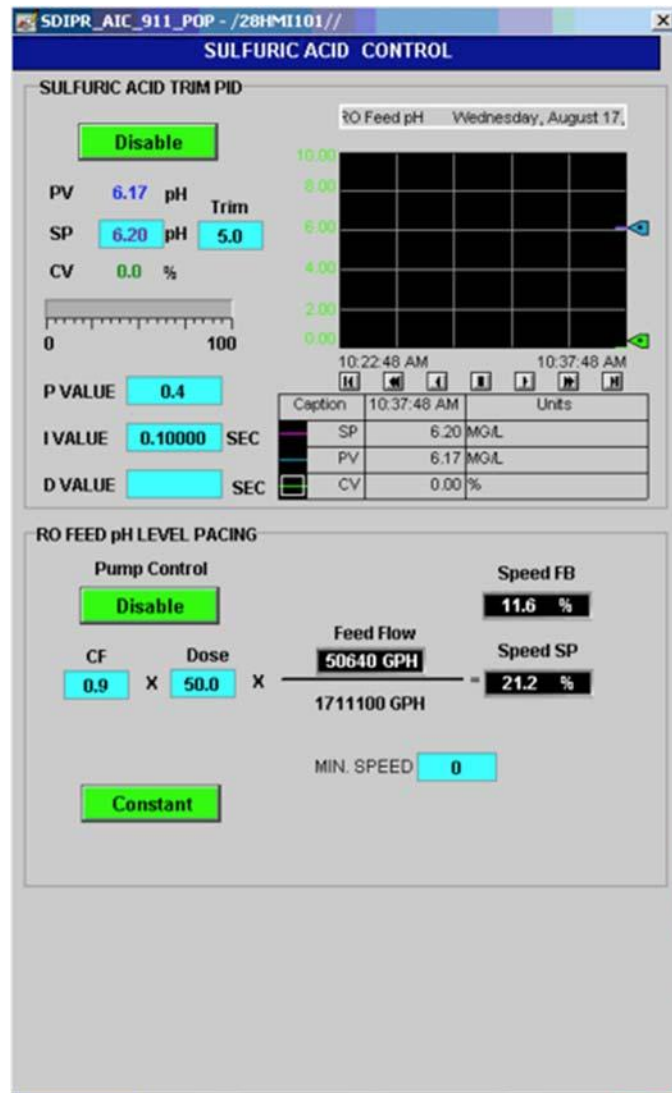 SDIPR_AIC_911_POP - /28HMI101//
SULFURIC ACID CONTROL
SULFURIC ACID TRIM PID
Disable
PV 6.17 pH
Trim
SP 6.20 pH 5.0
CV 0.0 %
0 100
P VALUE 0.4
I VALUE 0.10000 SEC
D VALUE SEC
RO Feed pH Wednesday, August 17,
10.00
8.00
6.00
4.00
2.00
0.00
10:22:48 AM 10:37:48 AM
Caption 10:37:48 AM Units
SP 6.20 MG/L
PV 6.17 MG/L
CV 0.00 %
RO FEED pH LEVEL PACING
Pump Control
Disable
Speed FB
11.6 %
CF Dose Feed Flow Speed SP
0.9 X 50.0 X 50640 GPH = 21.2 %
1711100 GPH
MIN. SPEED 0
Constant